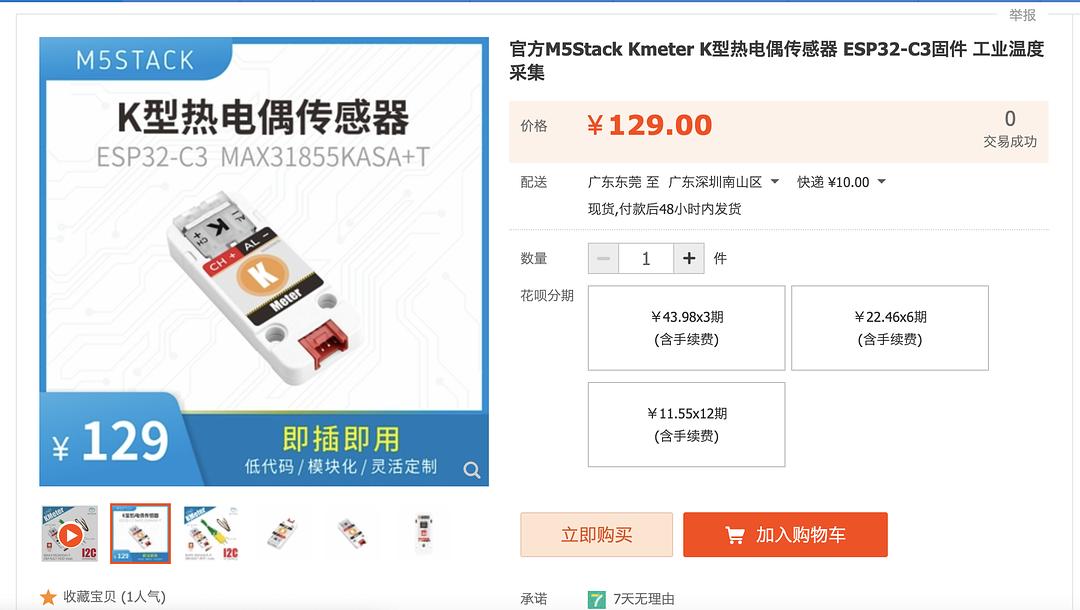 举报
M5STACK
K型热电偶传感器
ESP32-C3 MAX31855KASA+T
K
CH +
AL −
CH + AL −
K
Meter
¥ 129
即插即用
低代码 / 模块化 / 灵活定制
I2C
I2C
收藏宝贝 (1人气)
官方M5Stack Kmeter K型热电偶传感器 ESP32-C3固件 工业温度
采集
价格
¥129.00
0
交易成功
配送
广东东莞 至 广东深圳南山区 快递 ¥10.00
现货,付款后48小时内发货
数量
− 1 + 件
花呗分期
¥43.98x3期
(含手续费)
¥22.46x6期
(含手续费)
¥11.55x12期
(含手续费)
立即购买
加入购物车
承诺
7 7天无理由